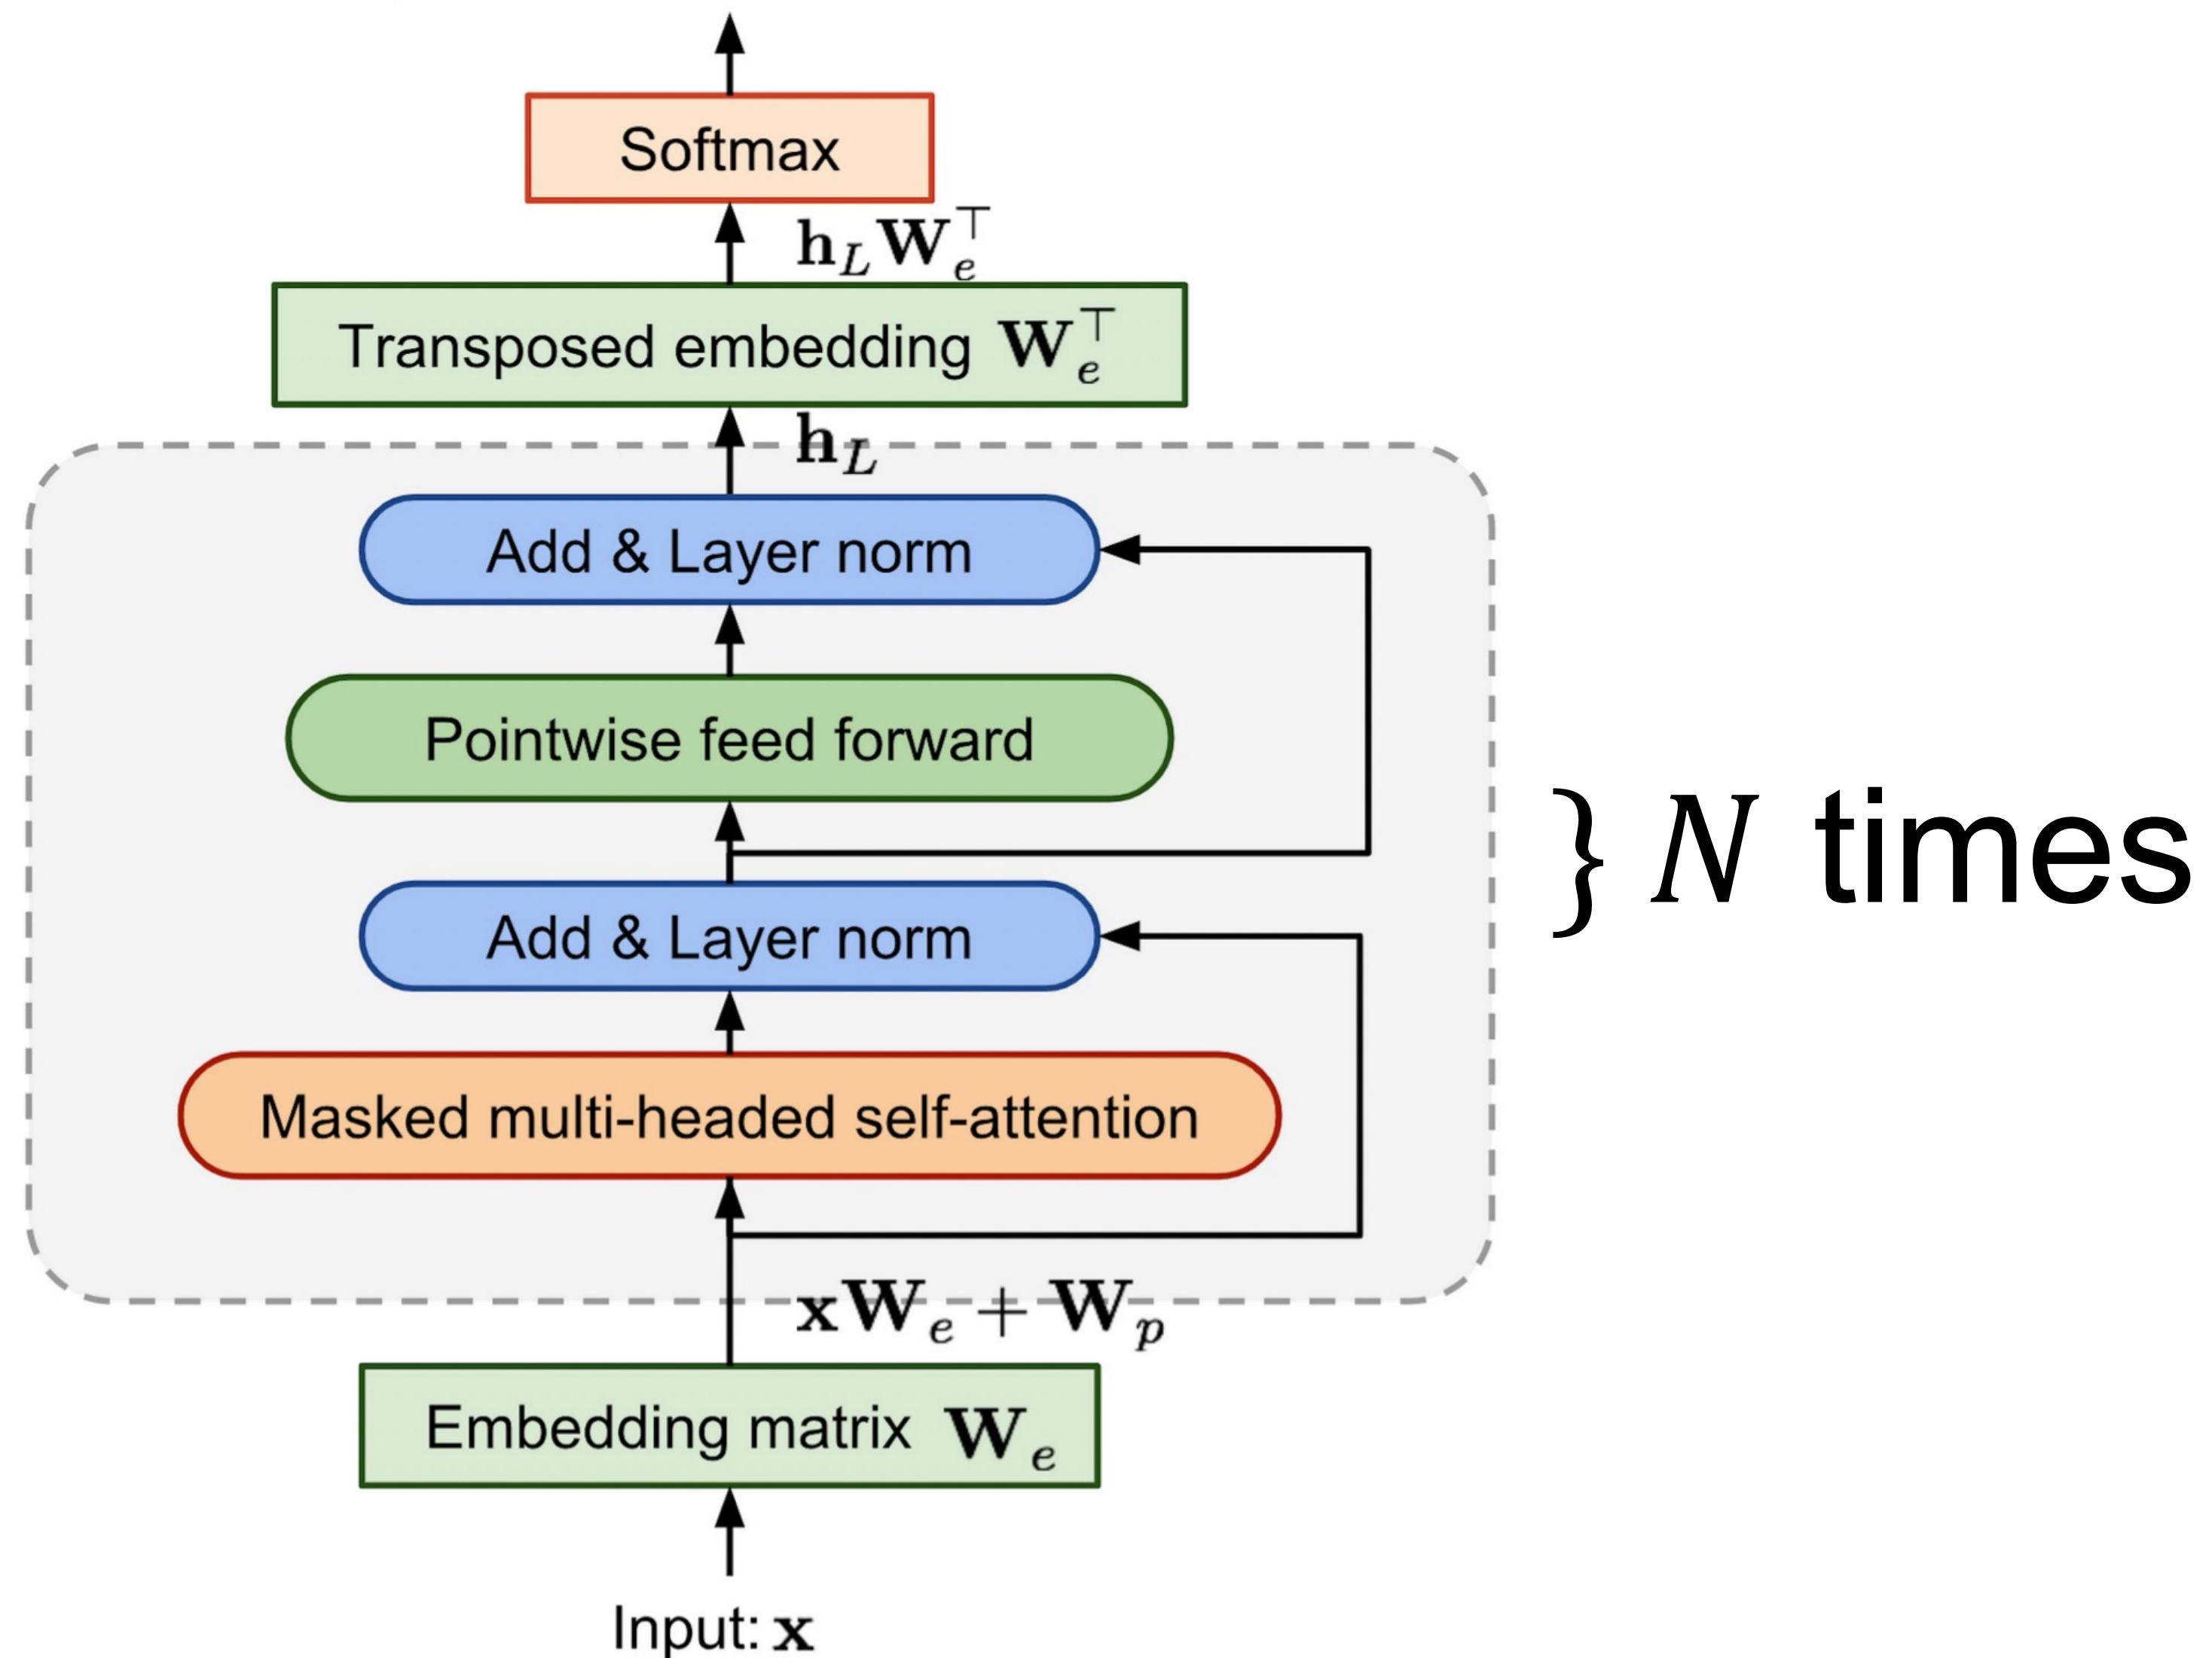 Softmax
𝐡_L 𝐖_e^⊤
Transposed embedding 𝐖_e^⊤
𝐡_L
Add & Layer norm
Pointwise feed forward
} N times
Add & Layer norm
Masked multi-headed self-attention
𝐱𝐖_e + 𝐖_p
Embedding matrix 𝐖_e
Input: 𝐱